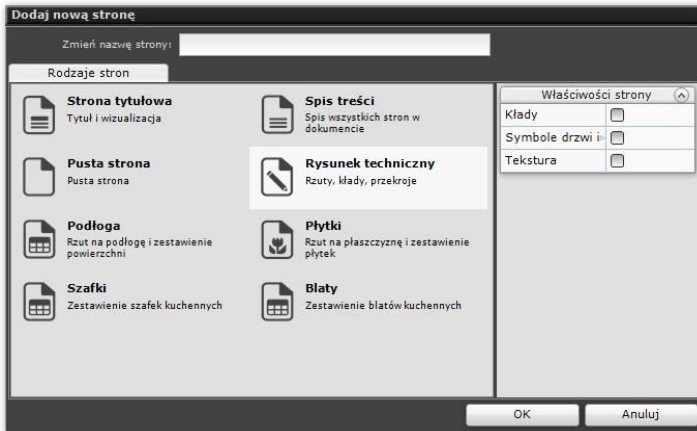 Dodaj nową stronę
Zmień nazwę strony:
Rodzaje stron
Strona tytułowa
Tytuł i wizualizacja
Spis treści
Spis wszystkich stron w
dokumencie
Pusta strona
Pusta strona
Rysunek techniczny
Rzuty, kłady, przekroje
Podłoga
Rzut na podłogę i zestawienie
powierzchni
Płytki
Rzut na płaszczyznę i zestawienie
płytek
Szafki
Zestawienie szafek kuchennych
Blaty
Zestawienie blatów kuchennych
Właściwości strony
Kłady
Symbole drzwi i
Tekstura
OK
Anuluj